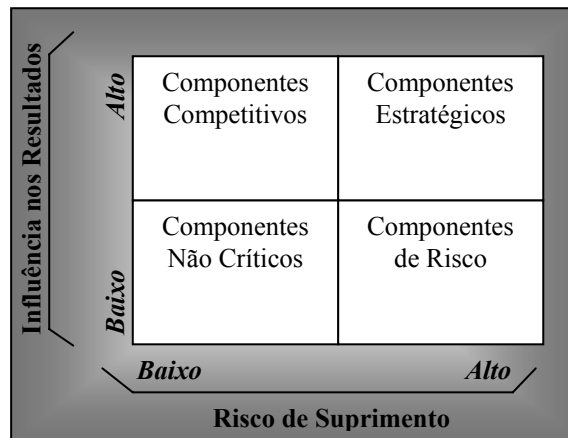 Influência nos Resultados
Alto
Baixo
Componentes
Competitivos
Componentes
Estratégicos
Componentes
Não Críticos
Componentes
de Risco
Baixo
Alto
Risco de Suprimento